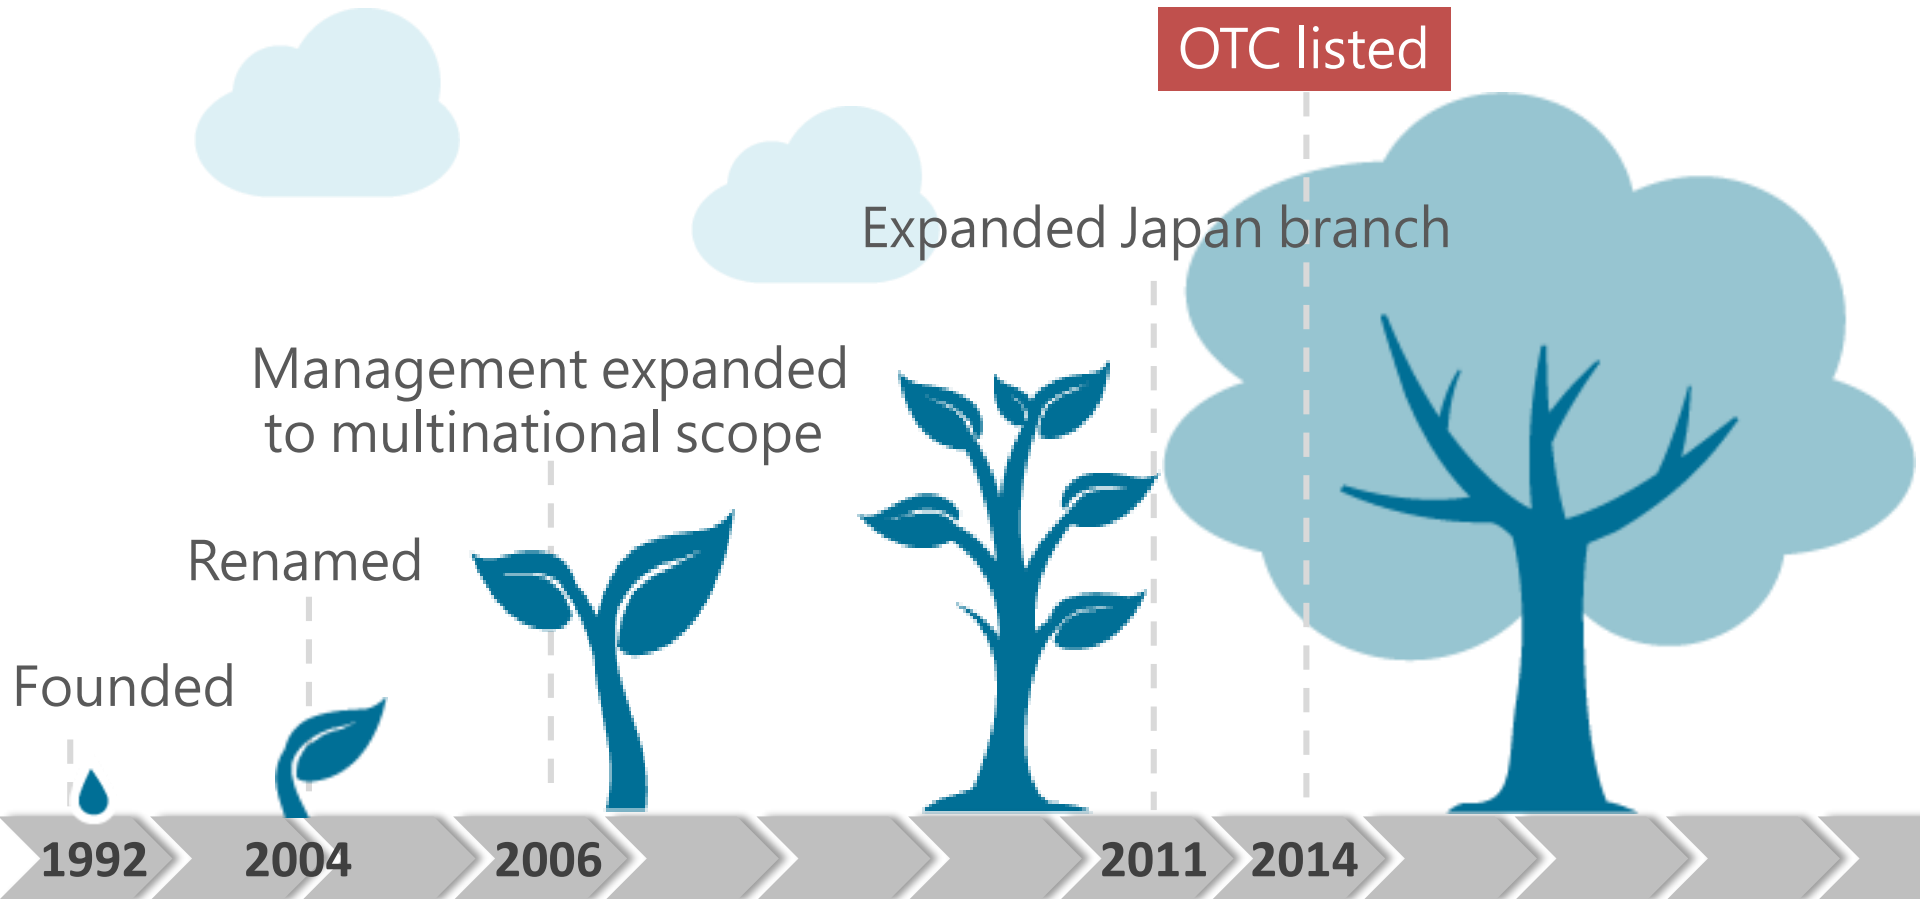 OTC listed
Expanded Japan branch
Management expanded
to multinational scope
Renamed
Founded
1992
2004
2006
2011
2014